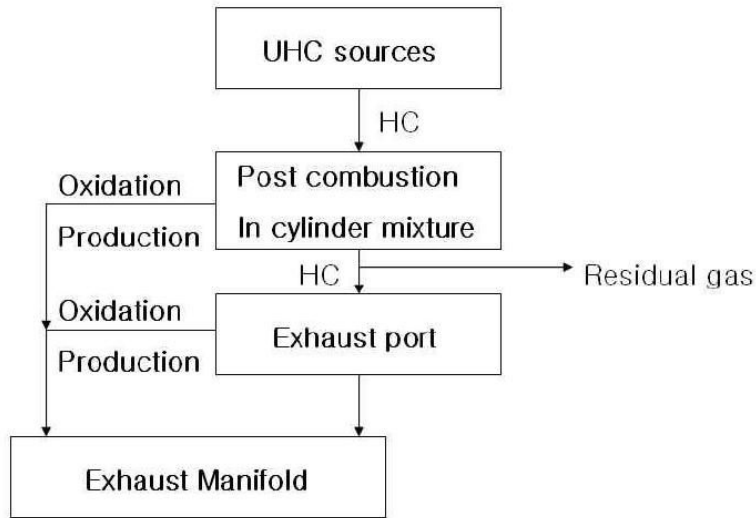 UHC sources
HC
Oxidation
Post combustion
Production
In cylinder mixture
HC
Residual gas
Oxidation
Exhaust port
Production
Exhaust Manifold